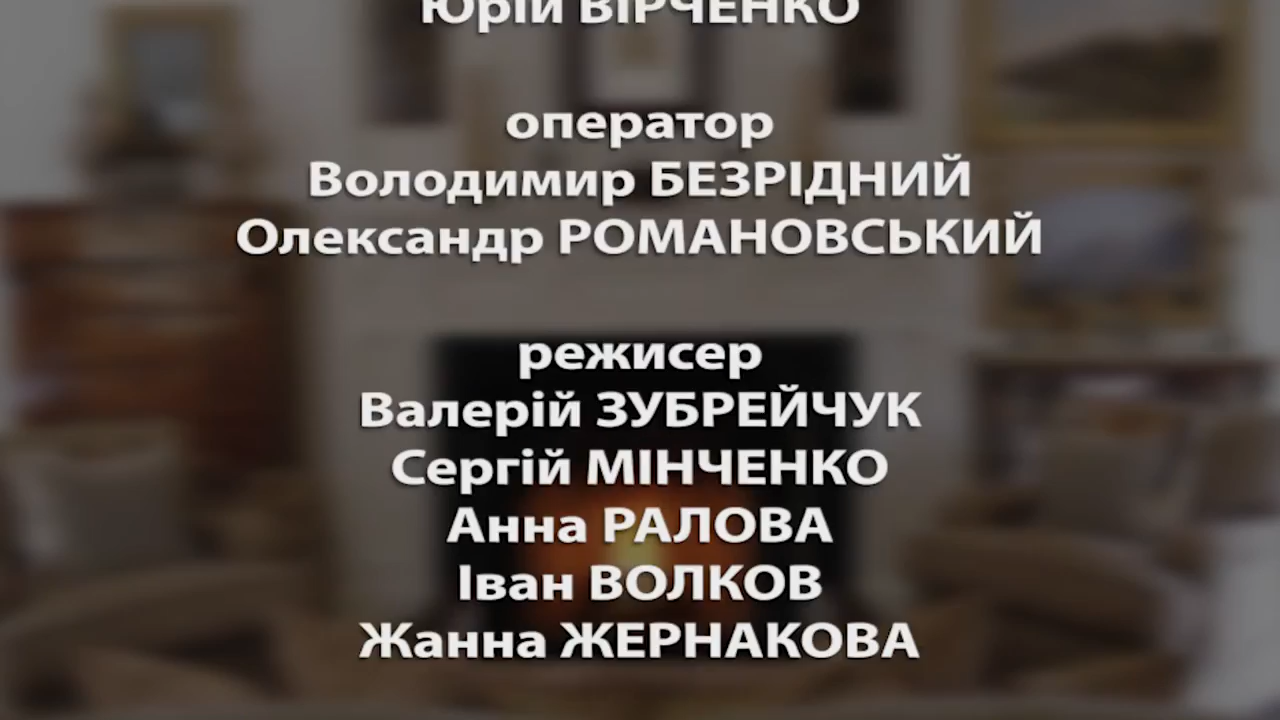 Юрій ВІРЧЕНКО
оператор
Володимир БЕЗРІДНИЙ
Олександр РОМАНОВСЬКИЙ
режисер
Валерій ЗУБРЕЙЧУК
Сергій МІНЧЕНКО
Анна РАЛОВА
Іван ВОЛКОВ
Жанна ЖЕРНАКОВА